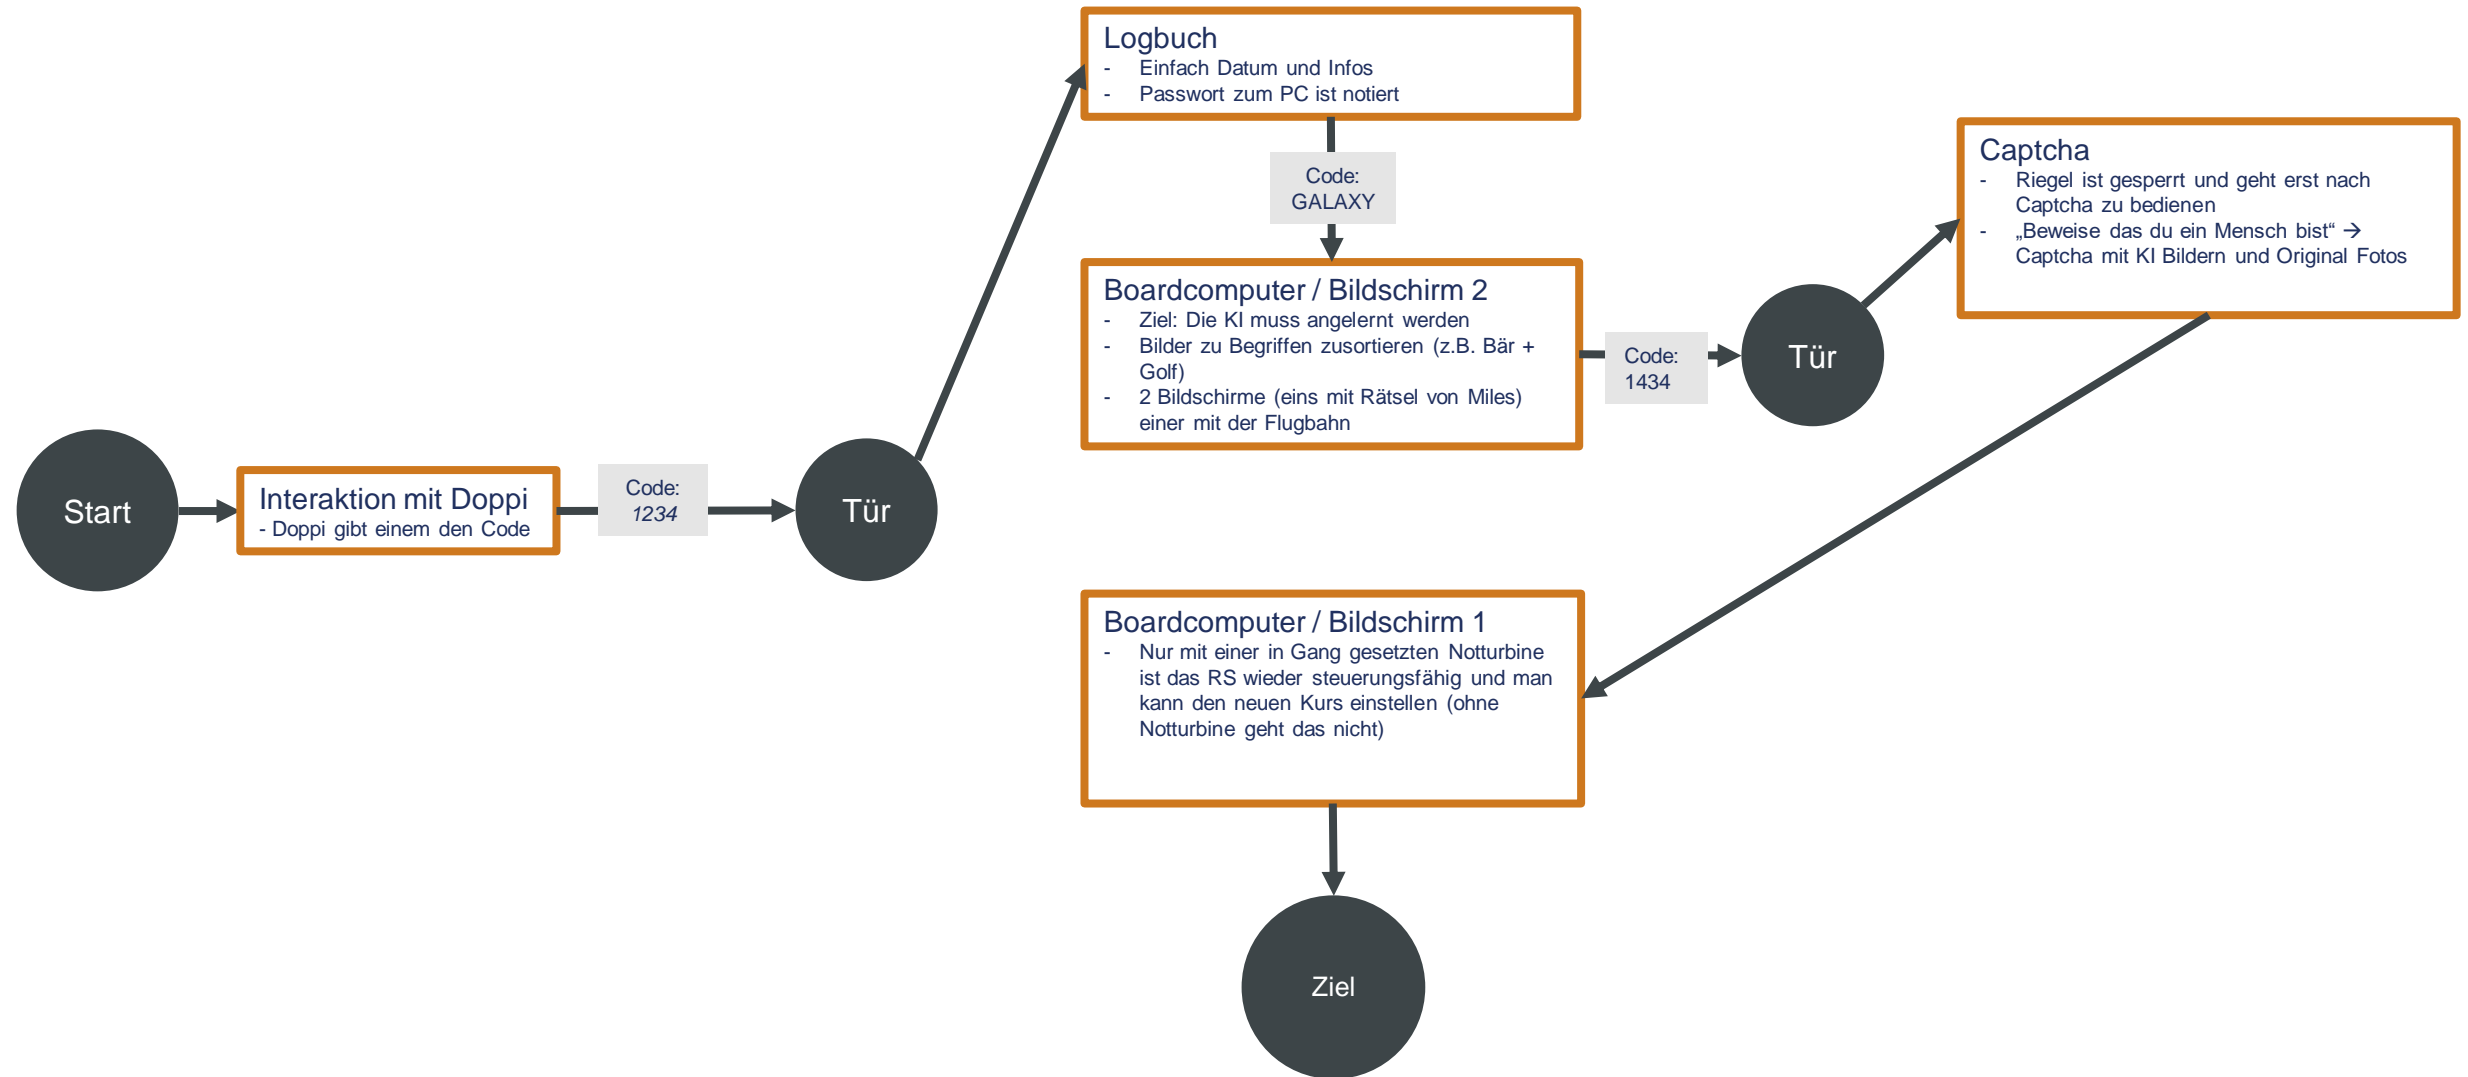 Start
Interaktion mit Doppi
- Doppi gibt einem den Code
Code:
1234
Tür
Logbuch
- Einfach Datum und Infos
- Passwort zum PC ist notiert
Code:
GALAXY
Boardcomputer / Bildschirm 2
- Ziel: Die KI muss angelernt werden
- Bilder zu Begriffen zusortieren (z.B. Bär +
Golf)
- 2 Bildschirme (eins mit Rätsel von Miles)
einer mit der Flugbahn
Code:
1434
Tür
Captcha
- Riegel ist gesperrt und geht erst nach
Captcha zu bedienen
- „Beweise das du ein Mensch bist“ →
Captcha mit KI Bildern und Original Fotos
Boardcomputer / Bildschirm 1
- Nur mit einer in Gang gesetzten Notturbine
ist das RS wieder steuerungsfähig und man
kann den neuen Kurs einstellen (ohne
Notturbine geht das nicht)
Ziel